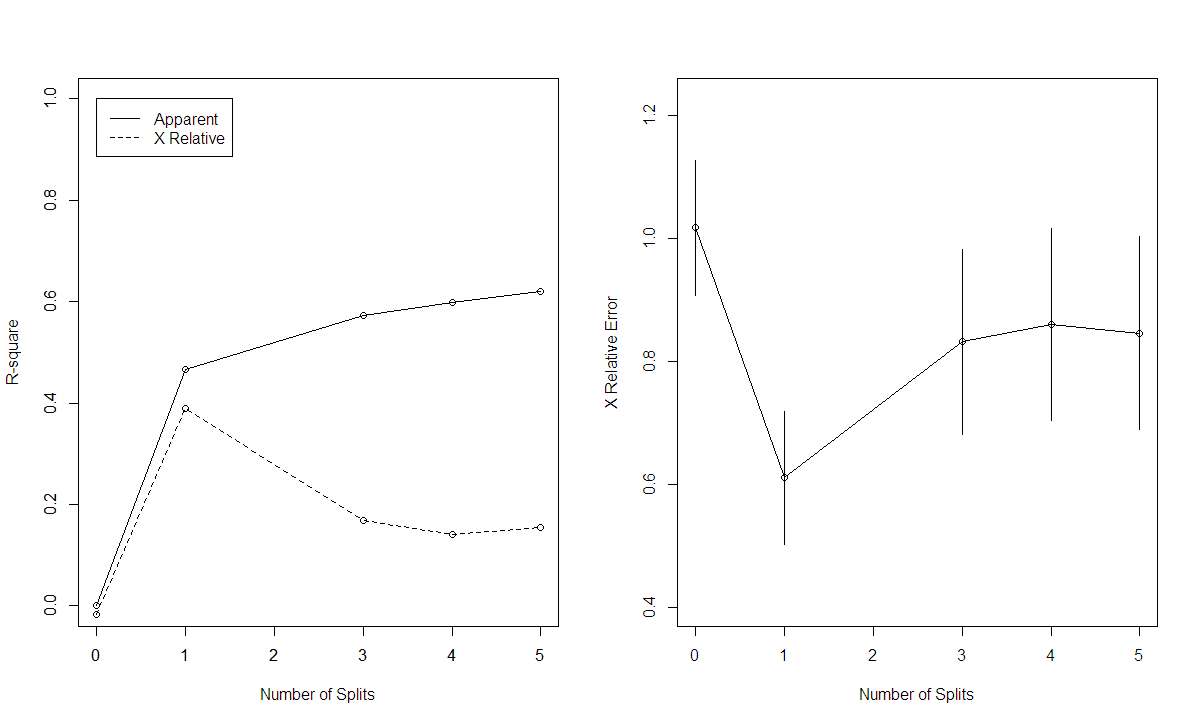 1.0
0.8
0.6
0.4
0.2
0.0
R-square
Apparent
X Relative
0 1 2 3 4 5
Number of Splits
1.2
1.0
0.8
0.6
0.4
X Relative Error
0 1 2 3 4 5
Number of Splits